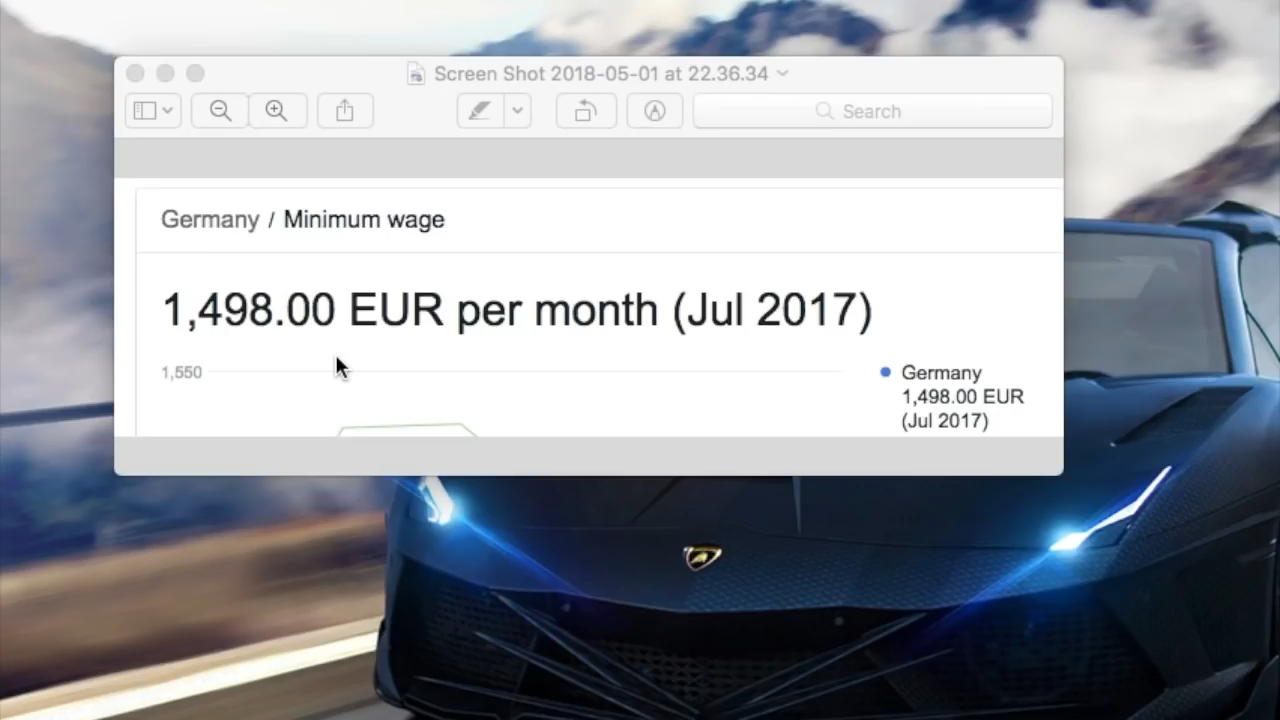 Screen Shot 2018-05-01 at 22.36.34
Search
Germany / Minimum wage
1,498.00 EUR per month (Jul 2017)
1,550
Germany
1,498.00 EUR
(Jul 2017)